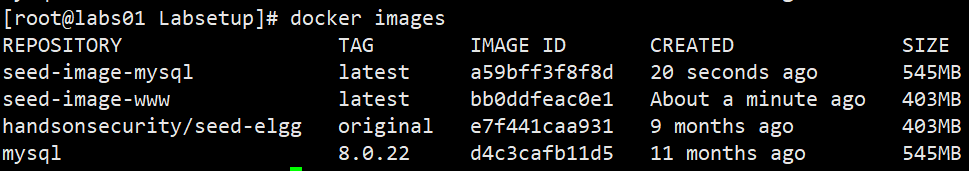 [root@labs01 Labsetup]# docker images
REPOSITORY TAG IMAGE ID CREATED SIZE
seed-image-mysql latest a59bff3f8f8d 20 seconds ago 545MB
seed-image-www latest bb0ddfeac0e1 About a minute ago 403MB
handsonsecurity/seed-elgg original e7f441caa931 9 months ago 403MB
mysql 8.0.22 d4c3cafb11d5 11 months ago 545MB